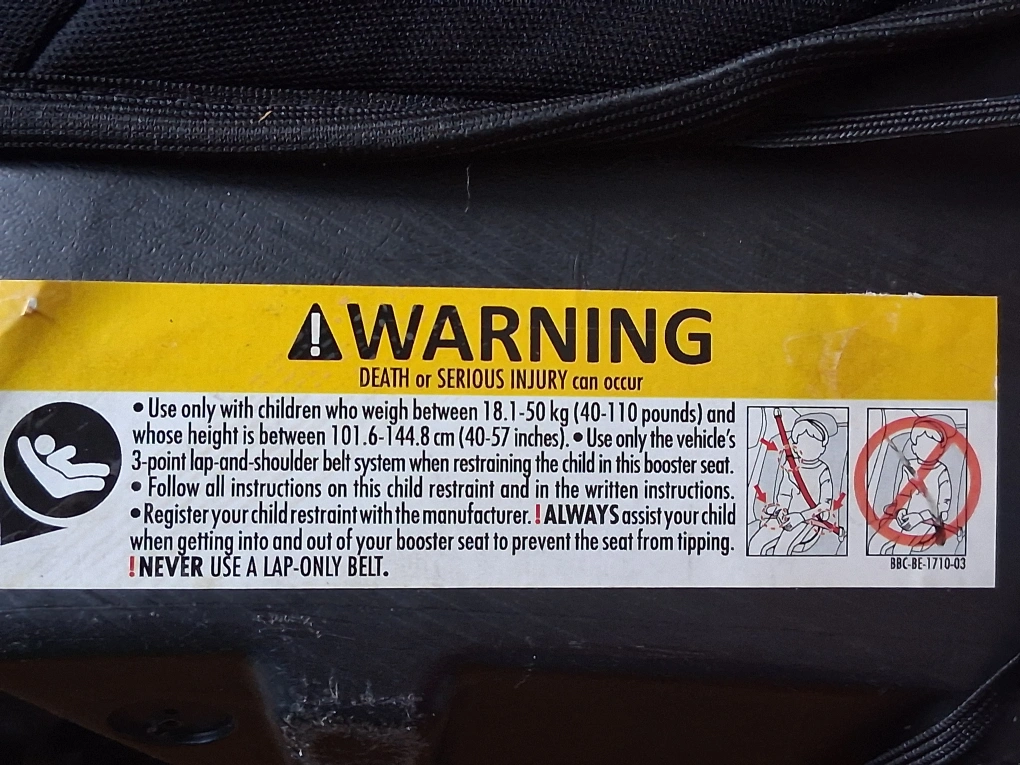 WARNING
DEATH or SERIOUS INJURY can occur
• Use only with children who weigh between 18.1-50 kg (40-110 pounds) and
whose height is between 101.6-144.8 cm (40-57 inches). • Use only the vehicle's
3-point lap-and-shoulder belt system when restraining the child in this booster seat.
• Follow all instructions on this child restraint and in the written instructions.
• Register your child restraint with the manufacturer. ! ALWAYS assist your child
when getting into and out of your booster seat to prevent the seat from tipping.
! NEVER USE A LAP-ONLY BELT.
BBC-BE-1710-03